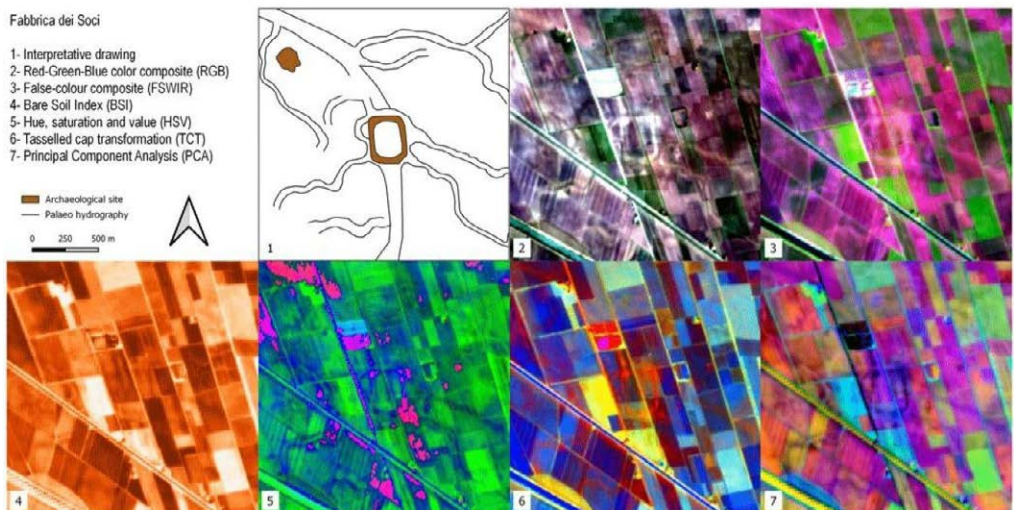 Fabbrica dei Soci
1- Interpretative drawing
2- Red-Green-Blue color composite (RGB)
3- False-colour composite (FSWIR)
4- Bare Soil Index (BSI)
5- Hue, saturation and value (HSV)
6- Tasselled cap transformation (TCT)
7- Principal Component Analysis (PCA)
Archaeological site
Palaeo hydrography
0 250 500 m
1
2
3
4
5
6
7